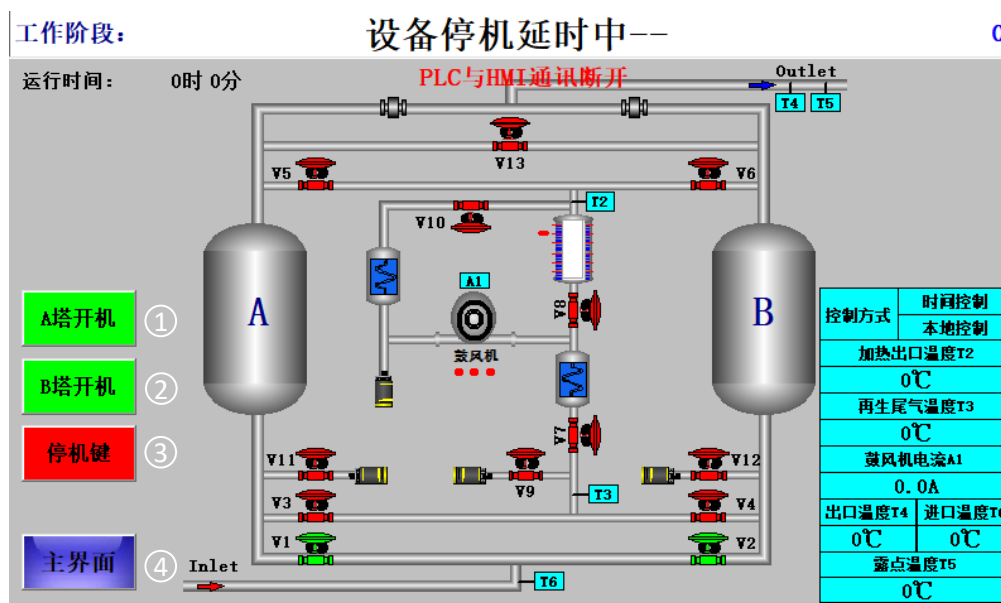 工作阶段：
设备停机延时中--
运行时间：
0时 0分
PLC与HMI通讯断开
Outlet
T4
T5
V13
V5
V6
T2
V10
A1
V8
A
B
鼓风机
A塔开机
①
B塔开机
②
停机键
③
V7
V11
V12
V9
V3
T3
V4
V1
V2
主界面
④
Inlet
T6
控制方式
时间控制
本地控制
加热出口温度T2
0℃
再生尾气温度T3
0℃
鼓风机电流A1
0.0A
出口温度T4
进口温度T6
0℃
0℃
露点温度T5
0℃